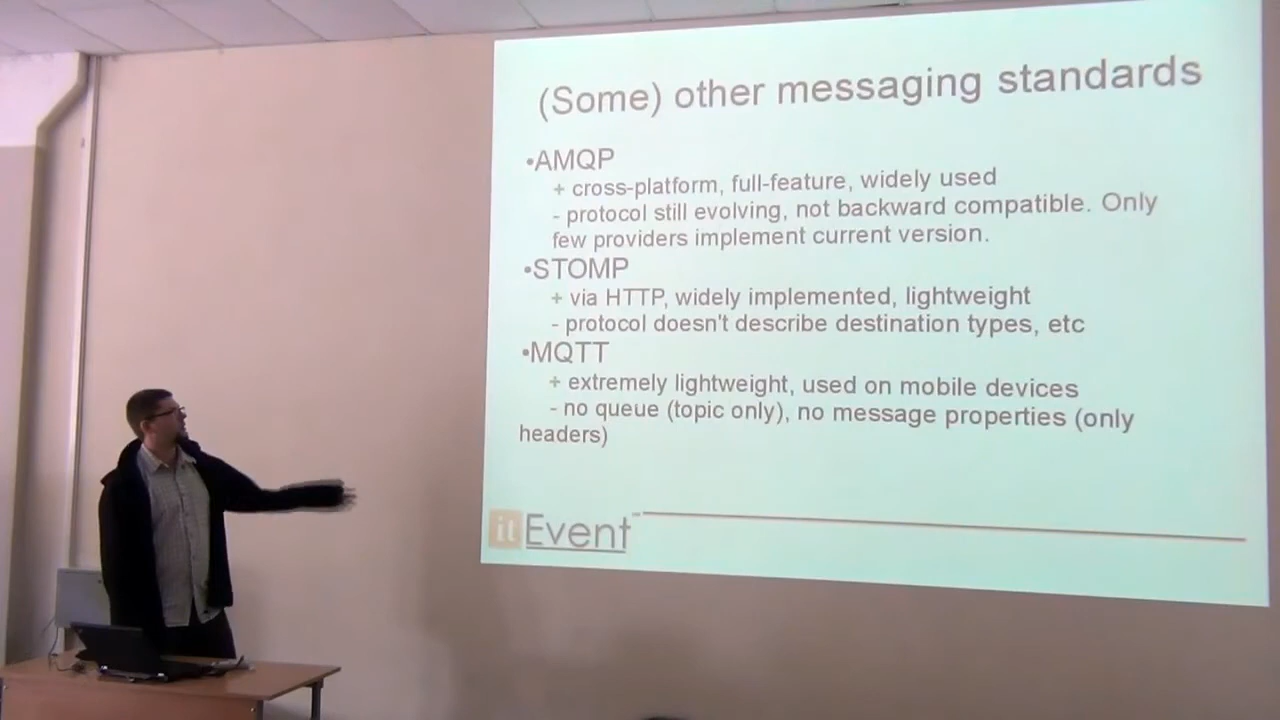 (Some) other messaging standards
•AMQP
+ cross-platform, full-feature, widely used
- protocol still evolving, not backward compatible. Only
few providers implement current version.
•STOMP
+ via HTTP, widely implemented, lightweight
- protocol doesn't describe destination types, etc
•MQTT
+ extremely lightweight, used on mobile devices
- no queue (topic only), no message properties (only
headers)
it Event™